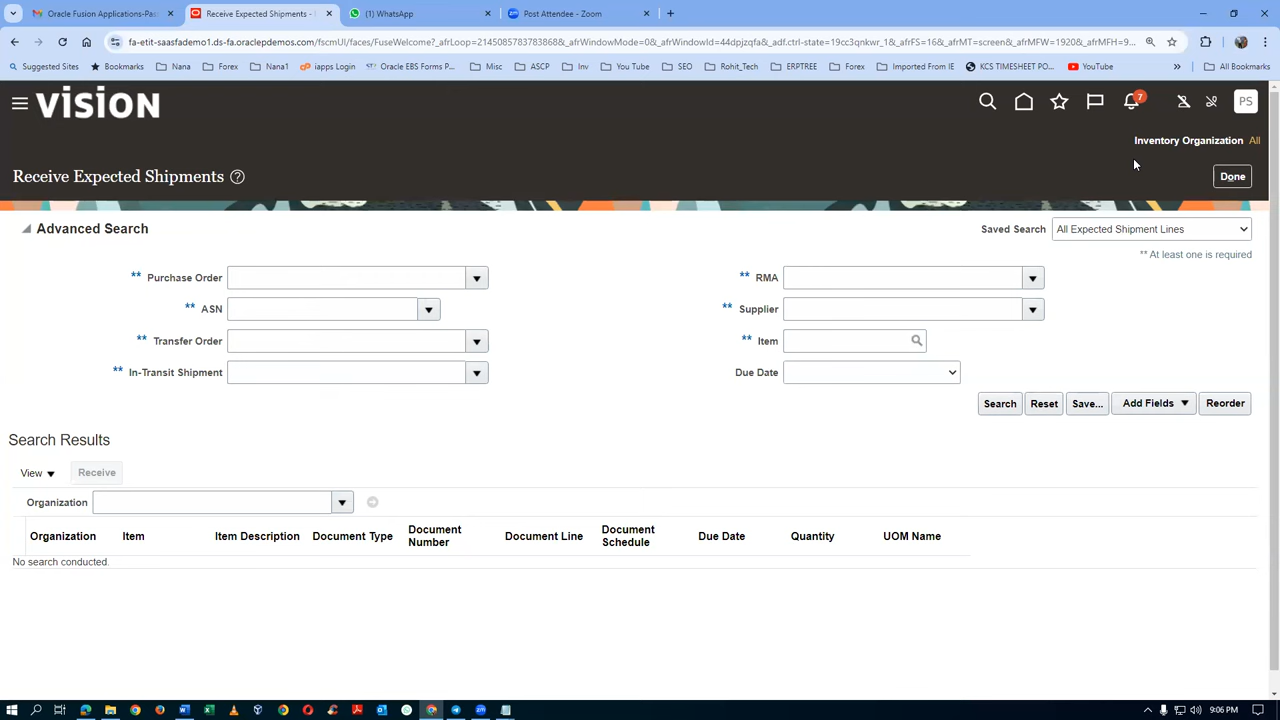 Oracle Fusion Applications-Pas
Receive Expected Shipments -
(1) WhatsApp
Post Attendee - Zoom
fa-etit-saasfademo1.ds-fa.oraclepdemos.com/fscmUI/faces/FuseWelcome?_afrLoop=21450857837868&_afrWindowMode=0&_afrWindowId=44dpjzqfa&_adf.ctrl-state=19cc3qnkwr_1&_afrFS=16&_afrMT=screen&_afrMFW=1920&_afrMFH=9...
Suggested Sites
Bookmarks
Nana
Forex
Nana1
iapps Login
Oracle EBS Forms P...
Misc
ASCP
Inv
You Tube
SEO
Rohit_Tech
ERPTREE
Forex
Imported From IE
KCS TIMESHEET PO...
YouTube
»
All Bookmarks
VISION
7
PS
Inventory Organization All
Receive Expected Shipments ?
Done
Advanced Search
Saved Search All Expected Shipment Lines
** At least one is required
** Purchase Order
** RMA
** ASN
** Supplier
** Transfer Order
** Item
** In-Transit Shipment
Due Date
Search
Reset
Save...
Add Fields
Reorder
Search Results
View
Receive
Organization
Organization
Item
Item Description
Document Type
Document Number
Document Line
Document Schedule
Due Date
Quantity
UOM Name
No search conducted.
9:06 PM